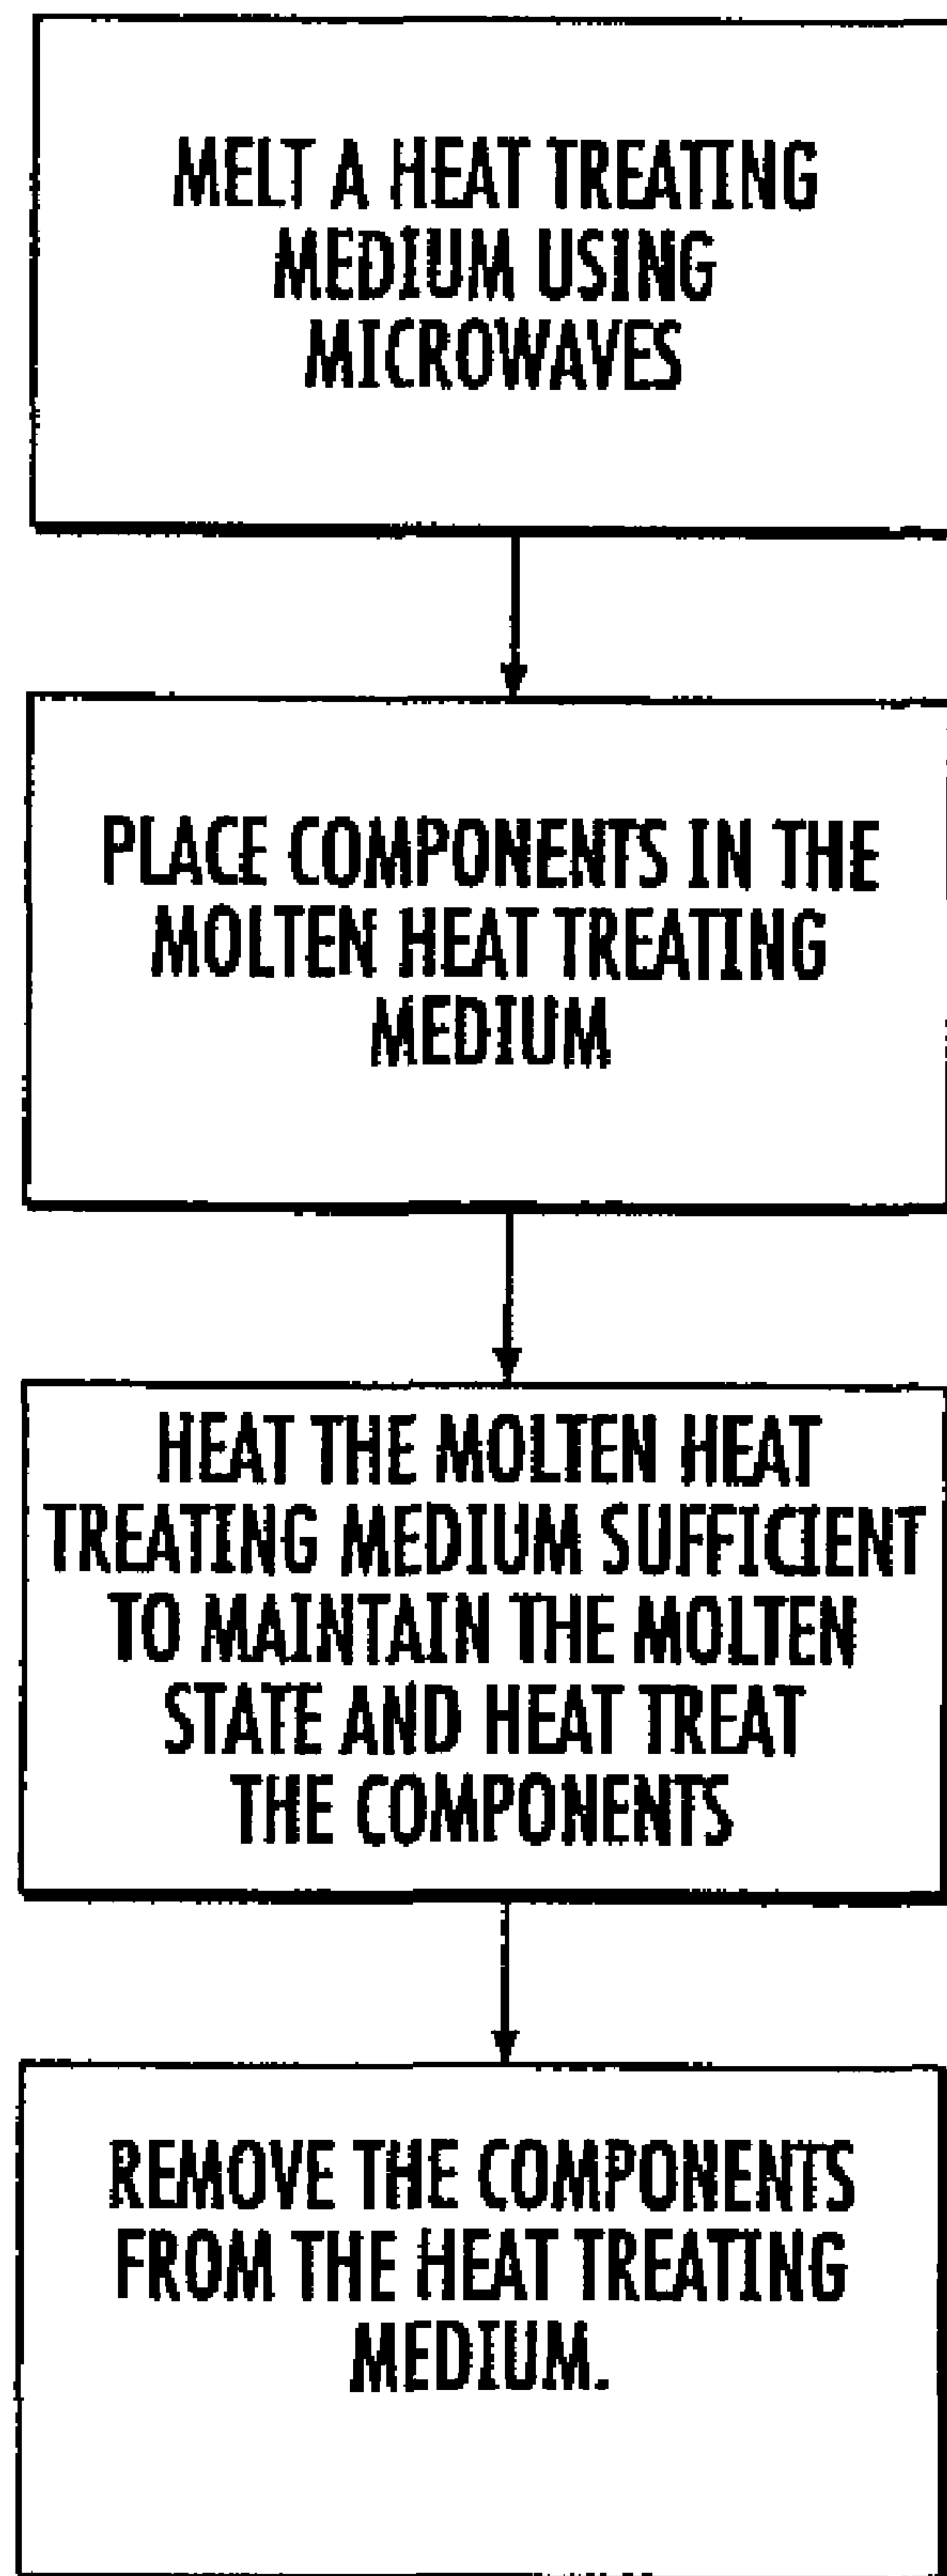 MELT A HEAT TREATING
MEDIUM USING
MICROWAVES
PLACE COMPONENTS IN THE
MOLTEN HEAT TREATING
MEDIUM
HEAT THE MOLTEN HEAT
TREATING MEDIUM SUFFICIENT
TO MAINTAIN THE MOLTEN
STATE AND HEAT TREAT
THE COMPONENTS
REMOVE THE COMPONENTS
FROM THE HEAT TREATING
MEDIUM.